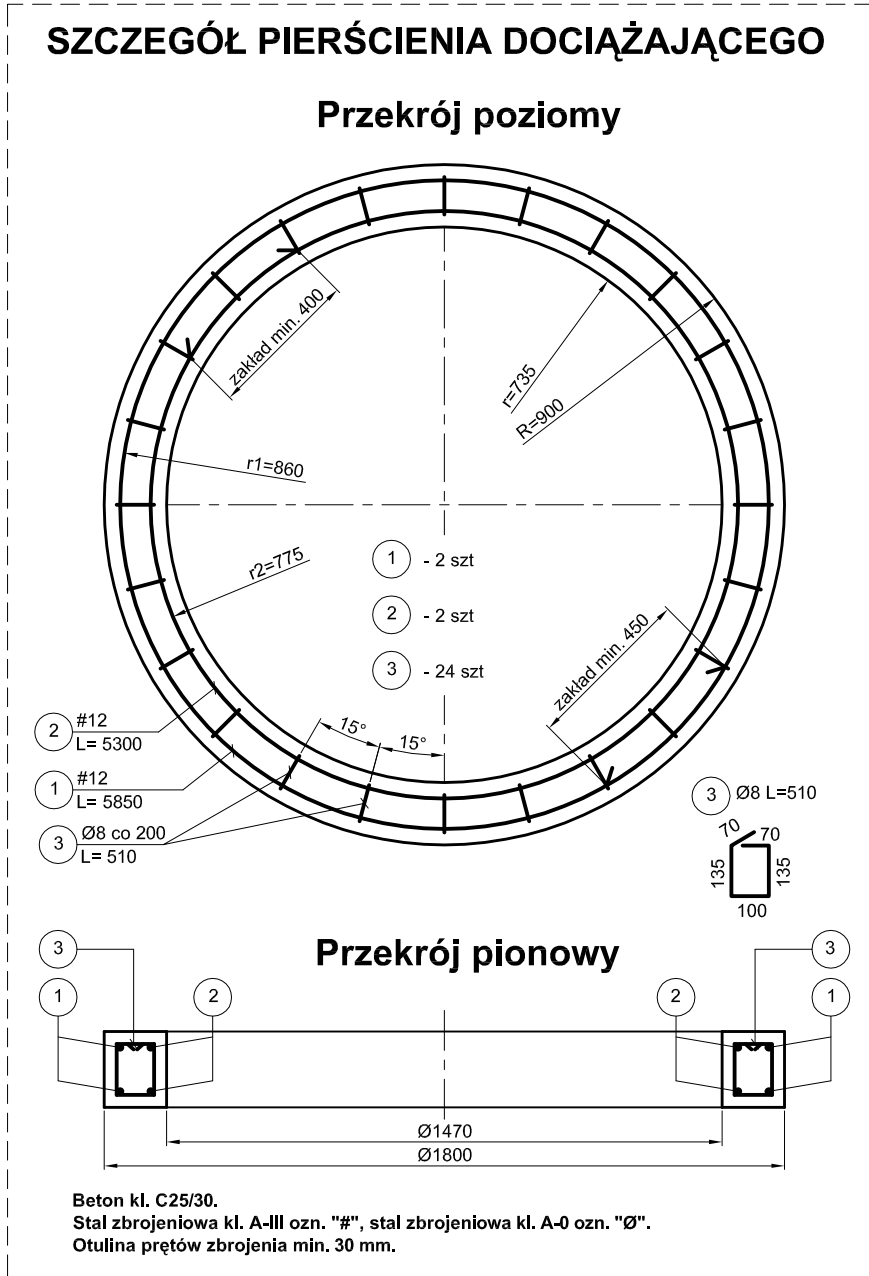 SZCZEGÓŁ PIERŚCIENIA DOCIĄŻAJĄCEGO
Przekrój poziomy
zakład min. 400
r=735
R=900
r1=860
r2=775
1 - 2 szt
2 - 2 szt
3 - 24 szt
zakład min. 450
15°
15°
2 #12
L= 5300
1 #12
L= 5850
3 Ø8 co 200
L= 510
3 Ø8 L=510
70
70
135
135
100
Przekrój pionowy
3
3
1
2
2
1
Ø1470
Ø1800
Beton kl. C25/30.
Stal zbrojeniowa kl. A-III ozn. "#", stal zbrojeniowa kl. A-0 ozn. "Ø".
Otulina prętów zbrojenia min. 30 mm.